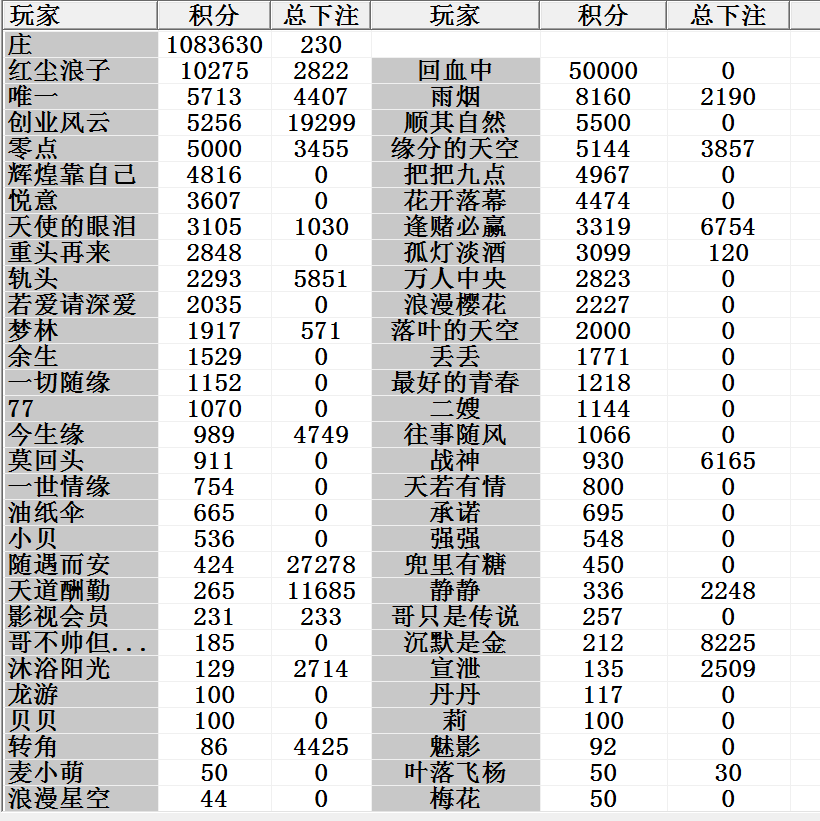 玩家 积分 总下注 玩家 积分 总下注
庄 1083630 230
红尘浪子 10275 2822 回血中 50000 0
唯一 5713 4407 雨烟 8160 2190
创业风云 5256 19299 顺其自然 5500 0
零点 5000 3455 缘分的天空 5144 3857
辉煌靠自己 4816 0 把把九点 4967 0
悦意 3607 0 花开落幕 4474 0
天使的眼泪 3105 1030 逢赌必赢 3319 6754
重头再来 2848 0 孤灯淡酒 3099 120
轨头 2293 5851 万人中央 2823 0
若爱请深爱 2035 0 浪漫樱花 2227 0
梦林 1917 571 落叶的天空 2000 0
余生 1529 0 丢丢 1771 0
一切随缘 1152 0 最好的青春 1218 0
77 1070 0 二嫂 1144 0
今生缘 989 4749 往事随风 1066 0
莫回头 911 0 战神 930 6165
一世情缘 754 0 天若有情 800 0
油纸伞 665 0 承诺 695 0
小贝 536 0 强强 548 0
随遇而安 424 27278 兜里有糖 450 0
天道酬勤 265 11685 静静 336 2248
影视会员 231 233 哥只是传说 257 0
哥不帅但... 185 0 沉默是金 212 8225
沐浴阳光 129 2714 宣泄 135 2509
龙游 100 0 丹丹 117 0
贝贝 100 0 莉 100 0
转角 86 4425 魅影 92 0
麦小萌 50 0 叶落飞杨 50 30
浪漫星空 44 0 梅花 50 0